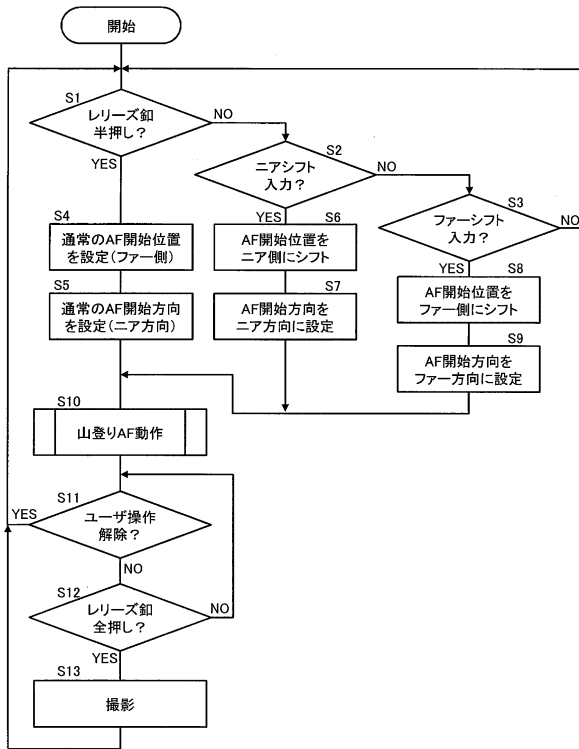 開始
S1
レリーズ釦
半押し？
NO
YES
S2
ニアシフト
入力？
NO
YES
S3
ファーシフト
入力？
NO
YES
S4
通常のAF開始位置
を設定（ファー側）
S5
通常のAF開始方向
を設定（ニア方向）
S6
AF開始位置を
ニア側にシフト
S7
AF開始方向を
ニア方向に設定
S8
AF開始位置を
ファー側にシフト
S9
AF開始方向を
ファー方向に設定
S10
山登りAF動作
S11
ユーザ操作
解除？
YES
NO
S12
レリーズ釦
全押し？
NO
YES
S13
撮影